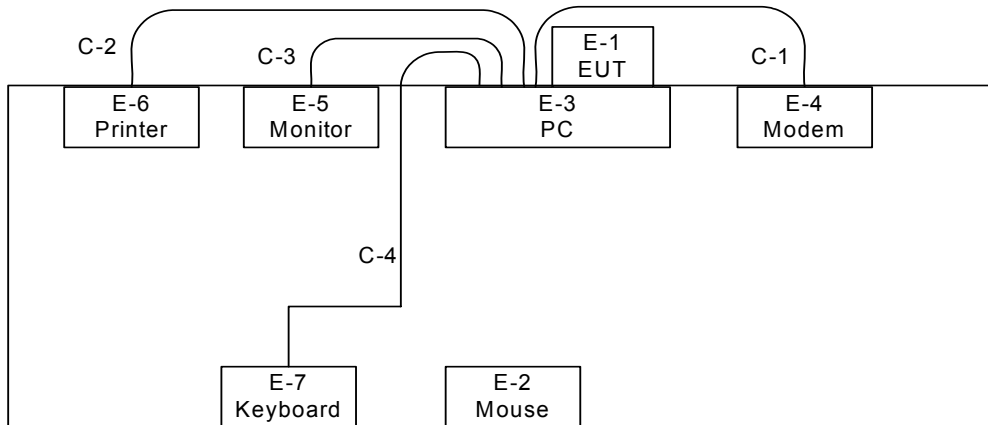 E-1
EUT
C-2
C-3
C-1
E-6
Printer
E-5
Monitor
E-3
PC
E-4
Modem
C-4
E-7
Keyboard
E-2
Mouse